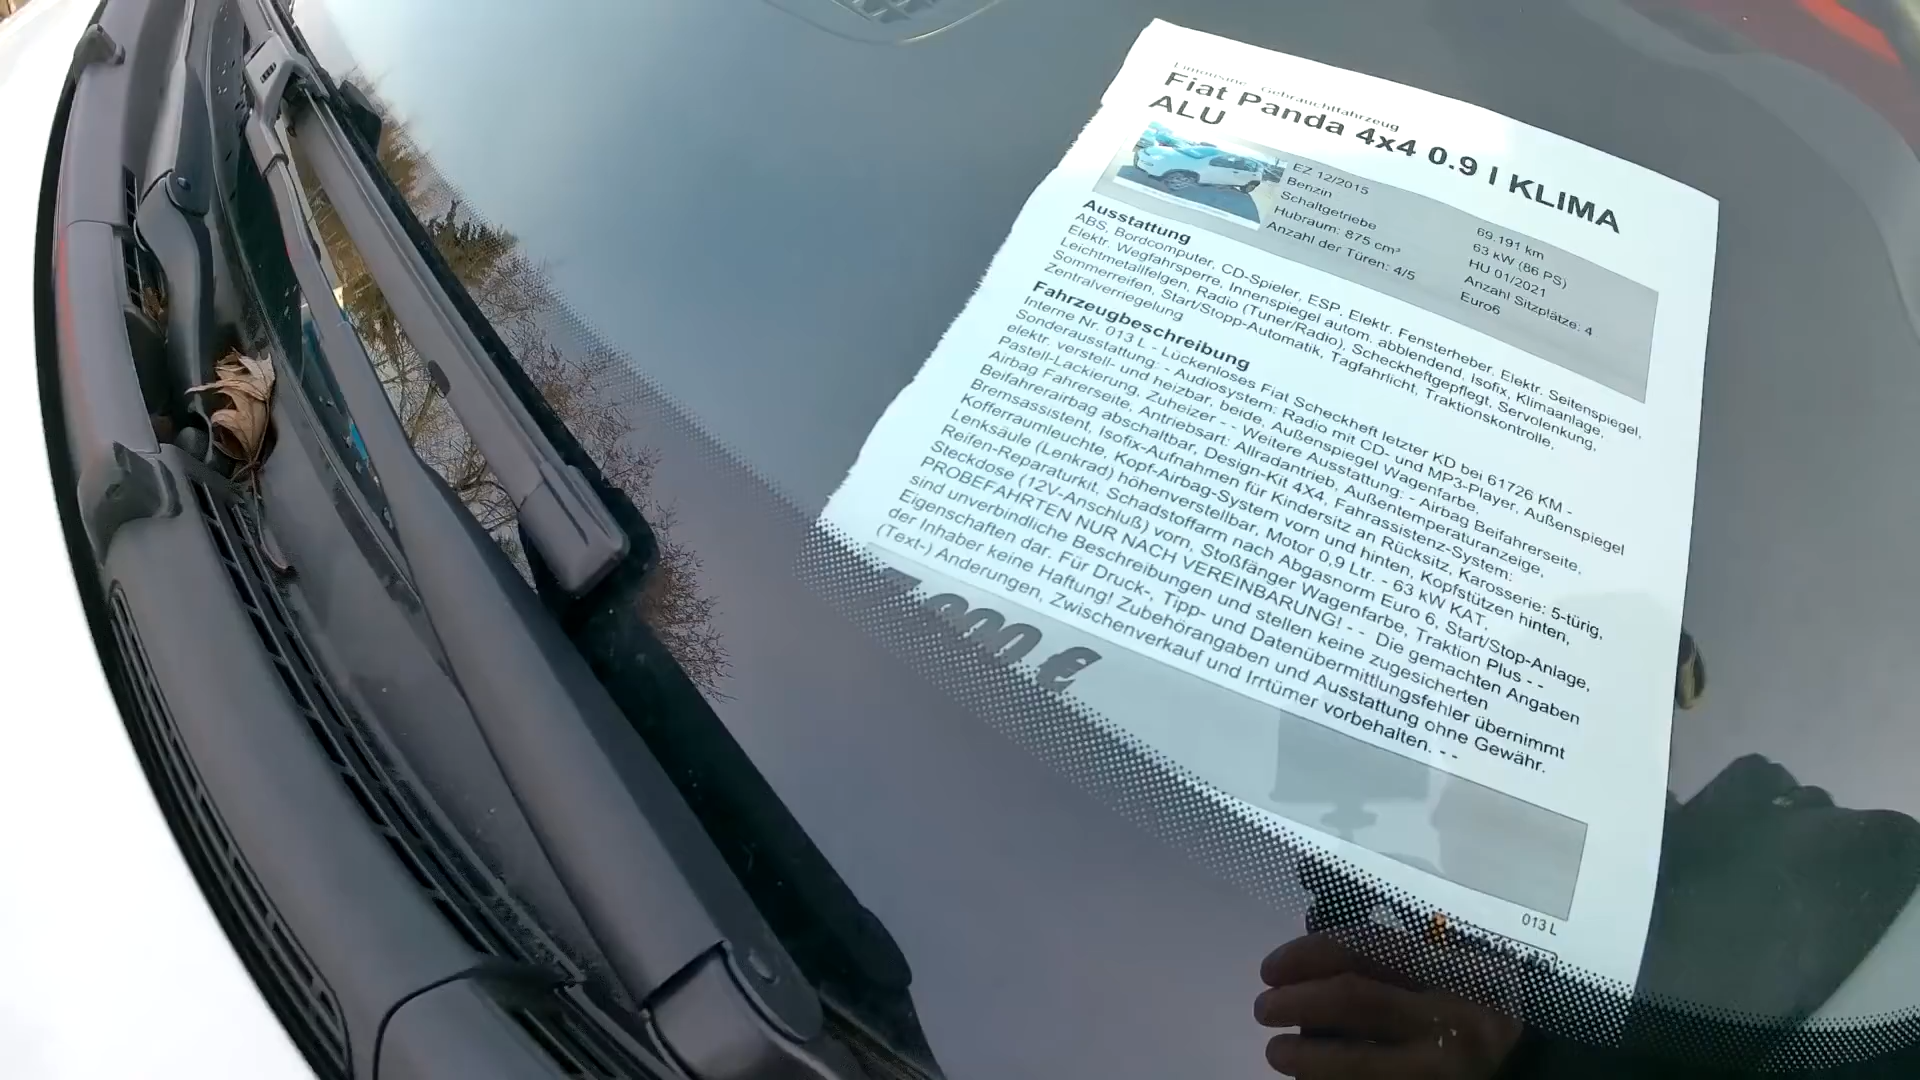 Limousine, Gebrauchtfahrzeug
Fiat Panda 4x4 0.9 l KLIMA
ALU
EZ 12/2015
Benzin
Schaltgetriebe
Hubraum: 875 cm³
Anzahl der Türen: 4/5
69.191 km
63 kW (86 PS)
HU 01/2021
Anzahl Sitzplätze: 4
Euro6
Ausstattung
ABS, Bordcomputer, CD-Spieler, ESP, Elektr. Fensterheber, Elektr. Seitenspiegel,
Elektr. Wegfahrsperre, Innenspiegel autom. abblendend, Isofix, Klimaanlage,
Leichtmetallfelgen, Radio (Tuner/Radio), Scheckheftgepflegt, Servolenkung,
Sommerreifen, Start/Stopp-Automatik, Tagfahrlicht, Traktionskontrolle,
Zentralverriegelung
Fahrzeugbeschreibung
Interne Nr. 013 L - Lückenloses Fiat Scheckheft letzter KD bei 61726 KM -
Sonderausstattung: - Audiosystem: Radio mit CD- und MP3-Player, Außenspiegel
elektr. verstell- und heizbar, beide, Außenspiegel Wagenfarbe,
Pastell-Lackierung, Zuheizer - - Weitere Ausstattung: - Airbag Beifahrerseite,
Airbag Fahrerseite, Antriebsart: Allradantrieb, Außentemperaturanzeige,
Beifahrerairbag abschaltbar, Design-Kit 4X4, Fahrassistenz-System:
Bremsassistent, Isofix-Aufnahmen für Kindersitz an Rücksitz, Karosserie: 5-türig,
Kofferraumleuchte, Kopf-Airbag-System vorn und hinten, Kopfstützen hinten,
Lenksäule (Lenkrad) höhenverstellbar, Motor 0,9 Ltr. - 63 kW KAT,
Reifen-Reparaturkit, Schadstoffarm nach Abgasnorm Euro 6, Start/Stop-Anlage,
Steckdose (12V-Anschluß) vorn, Stoßfänger Wagenfarbe, Traktion Plus - -
PROBEFAHRTEN NUR NACH VEREINBARUNG! - - Die gemachten Angaben
sind unverbindliche Beschreibungen und stellen keine zugesicherten
Eigenschaften dar. Für Druck-, Tipp- und Datenübermittlungsfehler übernimmt
der Inhaber keine Haftung! Zubehörangaben und Ausstattung ohne Gewähr.
(Text-) Änderungen, Zwischenverkauf und Irrtümer vorbehalten. - -
€
013 L